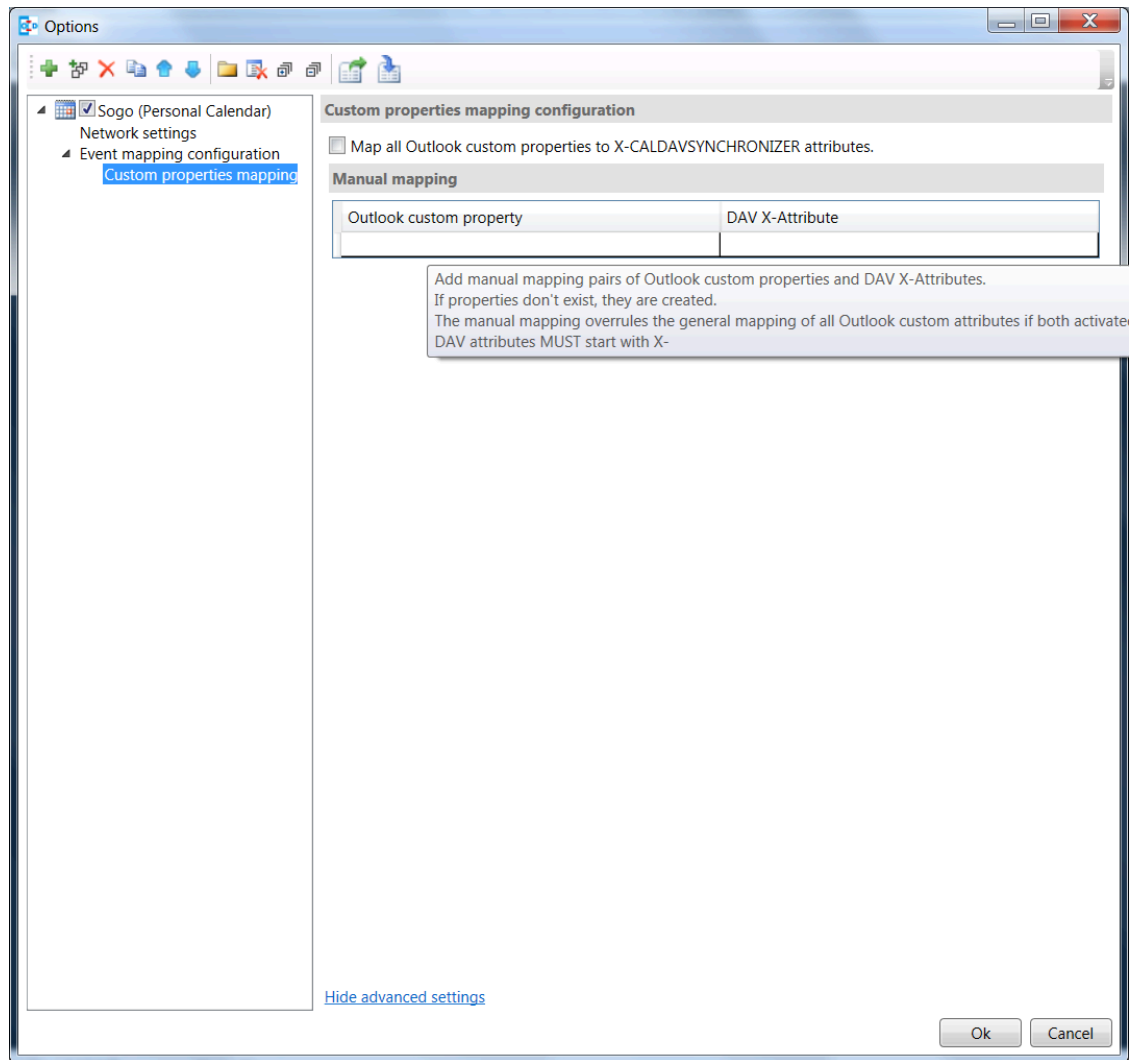 Options
Sogo (Personal Calendar)
Network settings
Event mapping configuration
Custom properties mapping
Custom properties mapping configuration
Map all Outlook custom properties to X-CALDAVSYNCHRONIZER attributes.
Manual mapping
Outlook custom property DAV X-Attribute
Add manual mapping pairs of Outlook custom properties and DAV X-Attributes.
If properties don't exist, they are created.
The manual mapping overrules the general mapping of all Outlook custom attributes if both activate
DAV attributes MUST start with X-
Hide advanced settings
Ok Cancel